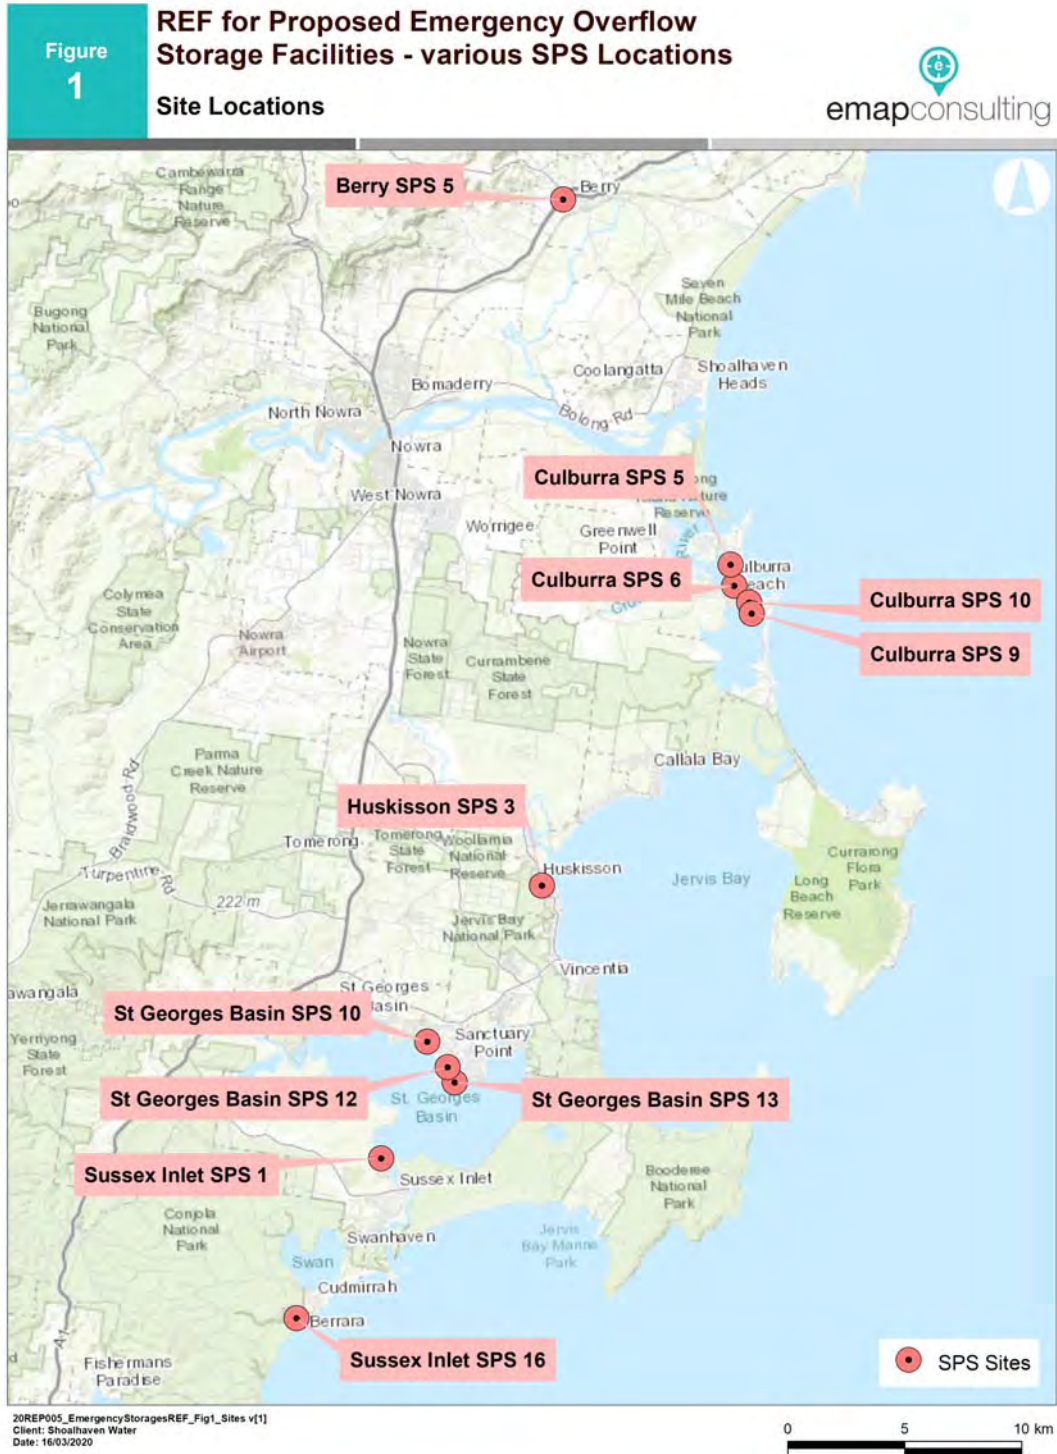 Figure
1
REF for Proposed Emergency Overflow
Storage Facilities - various SPS Locations
Site Locations
e
emapconsulting
Cambewarra
Range
Nature
Reserve
Berry SPS 5
Berry
Bugong
National
Park
Seven
Mile Beach
National
Park
Coolangatta
Shoalhaven
Heads
Bomaderry
North Nowra
Bolong Rd
Nowra
Culburra SPS 5
ong
West Nowra
Reserve
Worrigee
Greenwell
Point
River
Culburra SPS 6
ulburra
each
Culburra SPS 10
Culburra SPS 9
Colymea
State
Conservation
Area
Nowra
Airport
Nowra
State
Forest
Currambene
State
Forest
Parma
Creek Nature
Reserve
Callala Bay
Braidwood Rd
Huskisson SPS 3
Tomerong
Tomerong
State
Forest
Woollamia
National
Reserve
Huskisson
Currarong
Flora
Park
Jervis Bay
Long
Beach
Reserve
Turpentine Rd
222 m
Jerrawangala
National Park
Jervis Bay
National Park
Vincentia
awangala
St Georges
Basin
St Georges Basin SPS 10
Sanctuary
Point
Yerriyong
State
Forest
St Georges Basin SPS 12
St. Georges
Basin
St Georges Basin SPS 13
Sussex Inlet SPS 1
Sussex Inlet
Booderee
National
Park
Conjola
National
Park
Swanhaven
Jervis
Bay Marine
Park
Swan
Cudmirrah
Berrara
A1
Sussex Inlet SPS 16
Fishermans
Paradise
SPS Sites
20REP005_EmergencyStoragesREF_Fig1_Sites v[1]
Client: Shoalhaven Water
Date: 16/03/2020
0 5 10 km